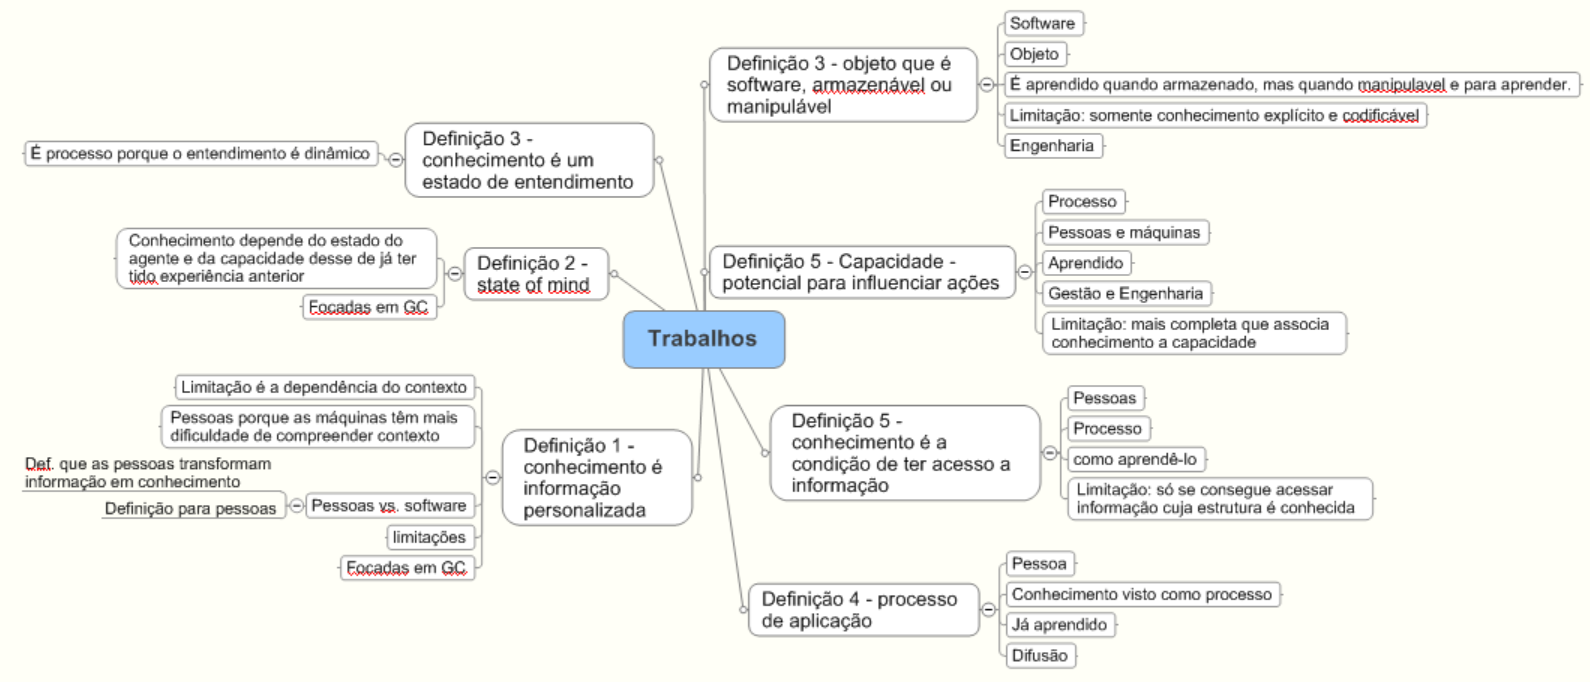 Trabalhos
Definição 3 - objeto que é
software, armazenável ou
manipulável
Software
Objeto
É aprendido quando armazenado, mas quando manipulavel e para aprender.
Limitação: somente conhecimento explícito e codificável
Engenharia
Definição 5 - Capacidade -
potencial para influenciar ações
Processo
Pessoas e máquinas
Aprendido
Gestão e Engenharia
Limitação: mais completa que associa
conhecimento a capacidade
Definição 5 -
conhecimento é a
condição de ter acesso a
informação
Pessoas
Processo
como aprendê-lo
Limitação: só se consegue acessar
informação cuja estrutura é conhecida
Definição 4 - processo
de aplicação
Pessoa
Conhecimento visto como processo
Já aprendido
Difusão
Definição 3 -
conhecimento é um
estado de entendimento
É processo porque o entendimento é dinâmico
Definição 2 -
state of mind
Conhecimento depende do estado do
agente e da capacidade desse de já ter
tido experiência anterior
Focadas em GC
Definição 1 -
conhecimento é
informação
personalizada
Limitação é a dependência do contexto
Pessoas porque as máquinas têm mais
dificuldade de compreender contexto
Pessoas vs. software
Def. que as pessoas transformam
informação em conhecimento
Definição para pessoas
limitações
Focadas em GC